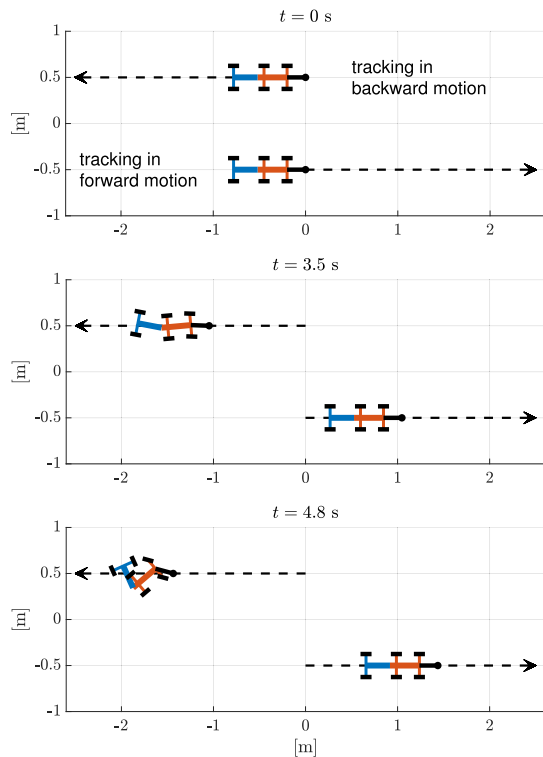 t = 0 s
1
0.5
0
-0.5
-1
[m]
tracking in
backward motion
tracking in
forward motion
-2
-1
0
1
2
t = 3.5 s
1
0.5
0
-0.5
-1
[m]
-2
-1
0
1
2
t = 4.8 s
1
0.5
0
-0.5
-1
[m]
-2
-1
0
1
2
[m]